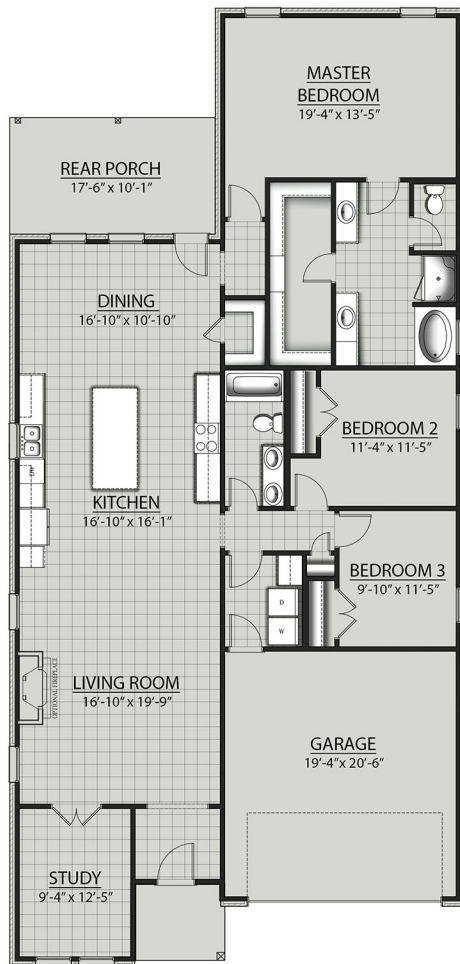 MASTER
BEDROOM
19'-4" x 13'-5"
REAR PORCH
17'-6" x 10'-1"
DINING
16'-10" x 10'-10"
BEDROOM 2
11'-4" x 11'-5"
DW
KITCHEN
16'-10" x 16'-1"
BEDROOM 3
9'-10" x 11'-5"
D
W
OPTIONAL FIREPLACE
LIVING ROOM
16'-10" x 19'-9"
GARAGE
19'-4" x 20'-6"
STUDY
9'-4" x 12'-5"